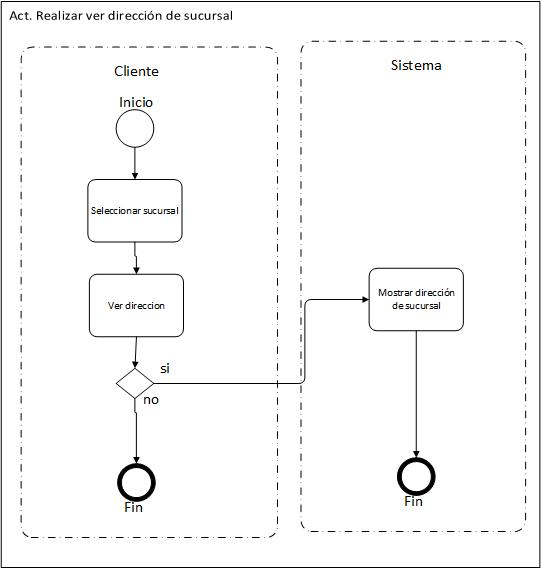 Act. Realizar ver dirección de sucursal
Cliente
Sistema
Inicio
Seleccionar sucursal
Ver direccion
Mostrar dirección
de sucursal
si
no
Fin
Fin